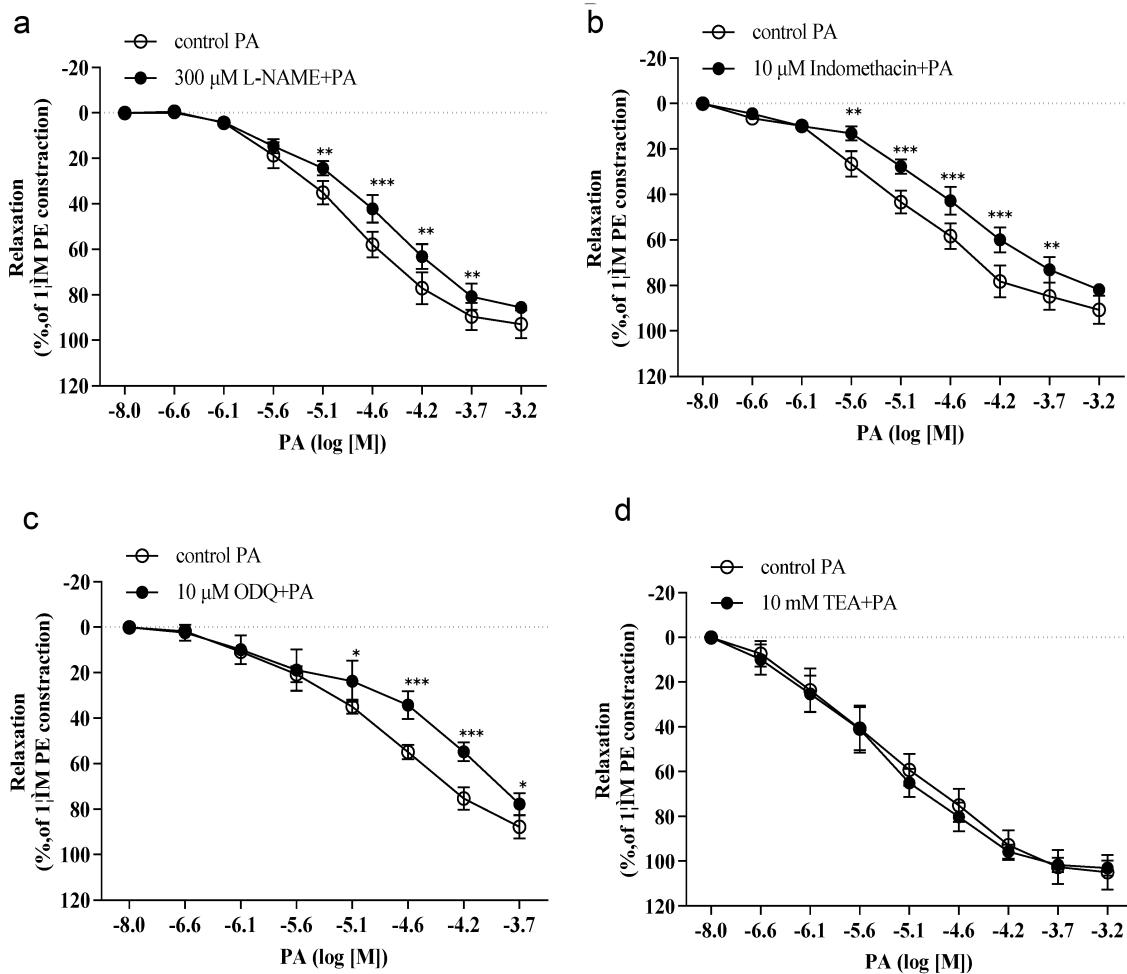 a
control PA
300 μM L-NAME+PA
-20
0
20
40
60
80
100
120
Relaxation
(%,of 1¦ÌM PE constraction)
** *** ** **
-8.0 -6.6 -6.1 -5.6 -5.1 -4.6 -4.2 -3.7 -3.2
PA (log [M])
b
control PA
10 μM Indomethacin+PA
-20
0
20
40
60
80
100
120
Relaxation
(%,of 1¦ÌM PE constraction)
** *** *** *** **
-8.0 -6.6 -6.1 -5.6 -5.1 -4.6 -4.2 -3.7 -3.2
PA (log [M])
c
control PA
10 μM ODQ+PA
-20
0
20
40
60
80
100
120
Relaxation
(%,of 1¦ÌM PE constraction)
* *** *** *
-8.0 -6.6 -6.1 -5.6 -5.1 -4.6 -4.2 -3.7
PA (log [M])
d
control PA
10 mM TEA+PA
-20
0
20
40
60
80
100
120
Relaxation
(%,of 1¦ÌM PE constraction)
-8.0 -6.6 -6.1 -5.6 -5.1 -4.6 -4.2 -3.7 -3.2
PA (log [M])